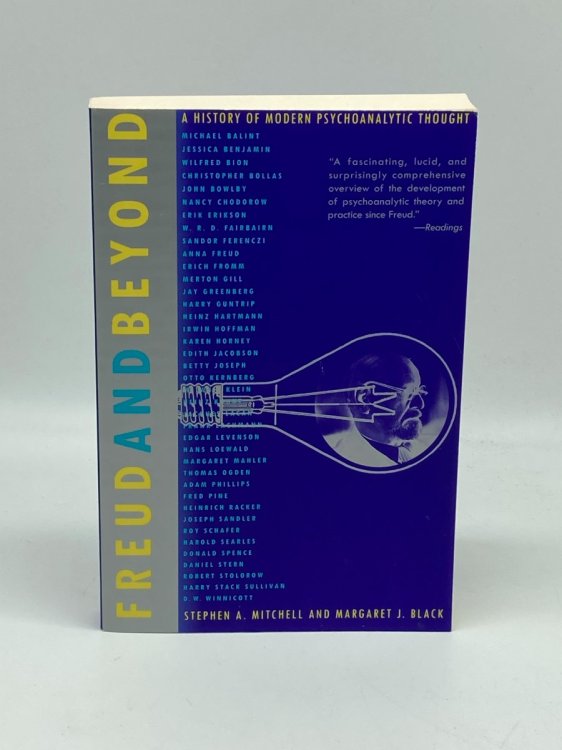 FREUD AND BEYOND
A HISTORY OF MODERN PSYCHOANALYTIC THOUGHT
MICHAEL BALINT
JESSICA BENJAMIN
WILFRED BION
CHRISTOPHER BOLLAS
JOHN BOWLBY
NANCY CHODOROW
ERIK ERIKSON
W. R. D. FAIRBAIRN
SANDOR FERENCZI
ANNA FREUD
ERICH FROMM
MERTON GILL
JAY GREENBERG
HARRY GUNTRIP
HEINZ HARTMANN
IRWIN HOFFMAN
KAREN HORNEY
EDITH JACOBSON
BETTY JOSEPH
OTTO KERNBERG
KLEIN
EDGAR LEVENSON
HANS LOEWALD
MARGARET MAHLER
THOMAS OGDEN
ADAM PHILLIPS
FRED PINE
HEINRICH RACKER
JOSEPH SANDLER
ROY SCHAFER
HAROLD SEARLES
DONALD SPENCE
DANIEL STERN
ROBERT STOLOROW
HARRY STACK SULLIVAN
D.W. WINNICOTT
"A fascinating, lucid, and
surprisingly comprehensive
overview of the development
of psychoanalytic theory and
practice since Freud."
—Readings
STEPHEN A. MITCHELL AND MARGARET J. BLACK